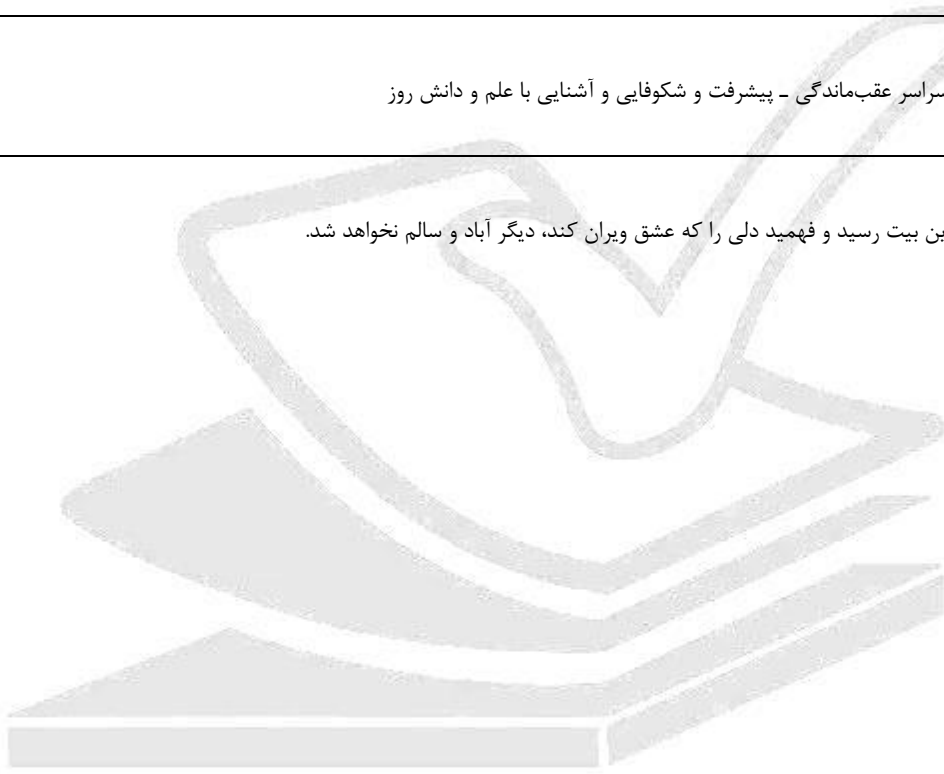 سراسر عقب‌ماندگی ـ پیشرفت و شکوفایی و آشنایی با علم و دانش روز
ین بیت رسید و فهمید دلی را که عشق ویران کند، دیگر آباد و سالم نخواهد شد.